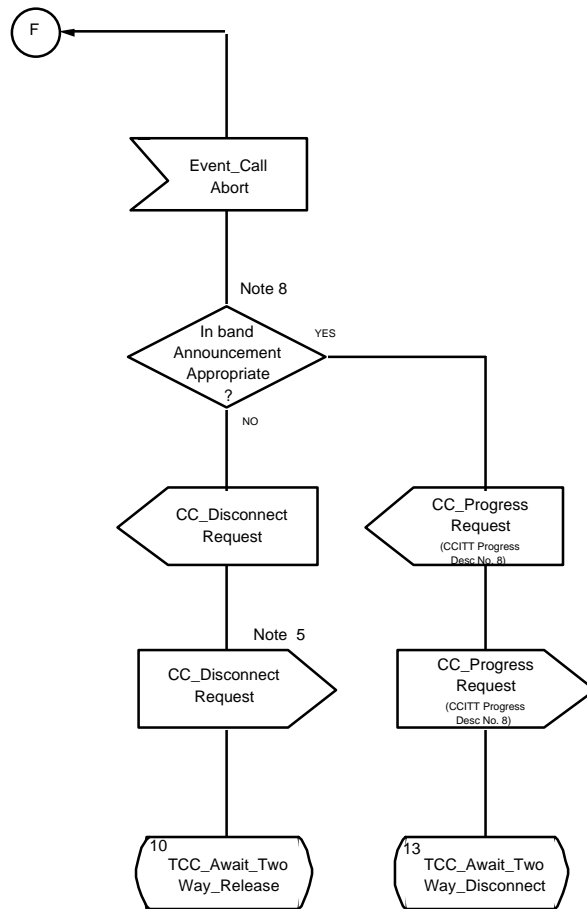 F
Event_Call
Abort
Note 8
In band
Announcement
Appropriate
?
YES
NO
CC_Disconnect
Request
CC_Progress
Request
(CCITT Progress
Desc No. 8)
Note 5
CC_Disconnect
Request
CC_Progress
Request
(CCITT Progress
Desc No. 8)
10
TCC_Await_Two
Way_Release
13
TCC_Await_Two
Way_Disconnect